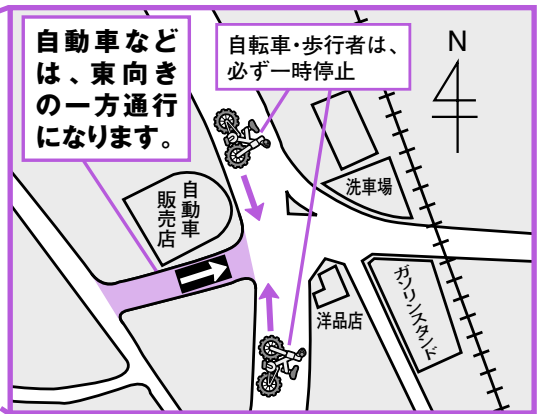 自動車など
は、東向き
の一方通行
になります。
自転車・歩行者は、
必ず一時停止
N
洗車場
自動車
販売店
洋品店
ガソリンスタンド